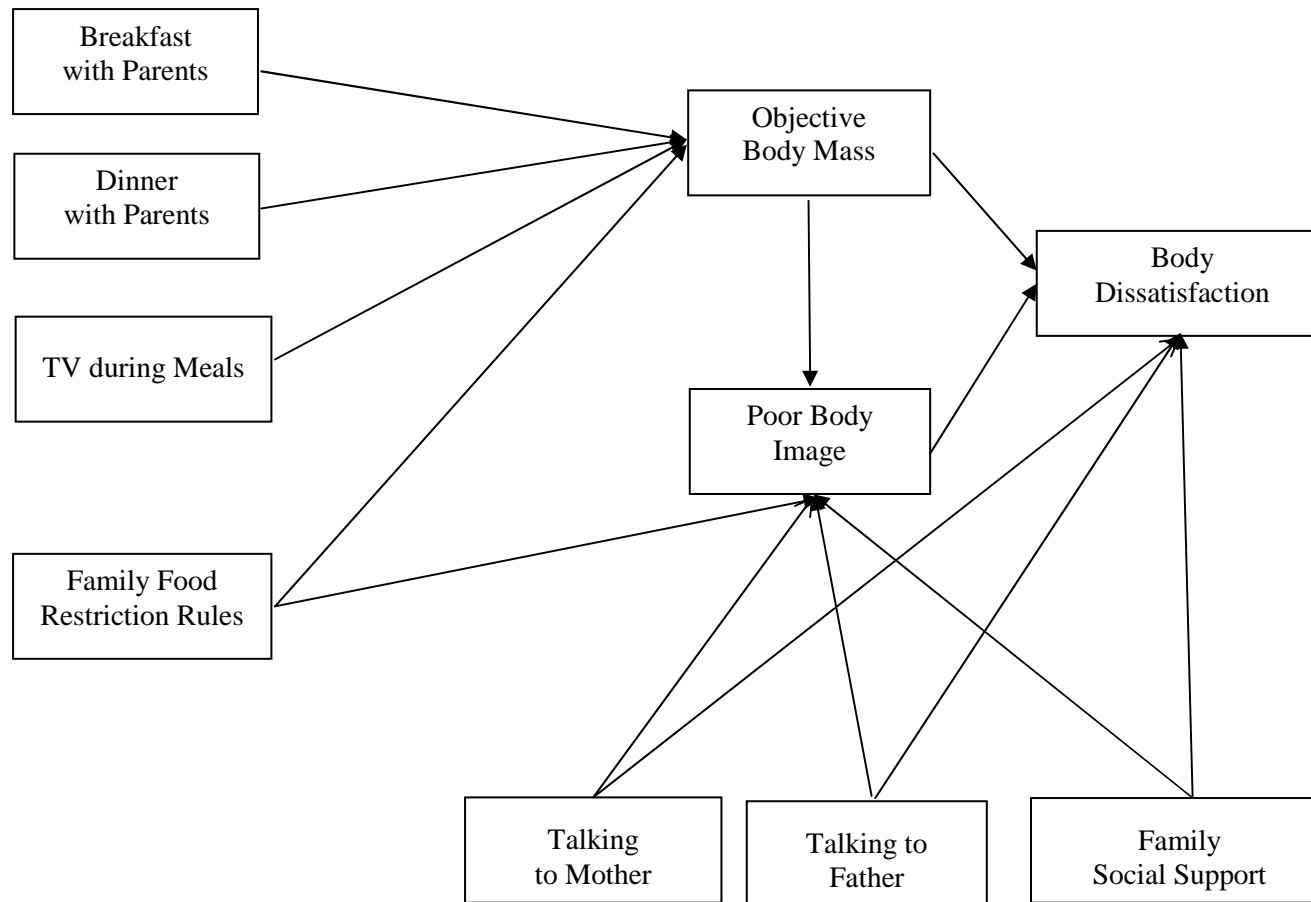 Breakfast
with Parents
Objective
Body Mass
Dinner
with Parents
Body
Dissatisfaction
TV during Meals
Poor Body
Image
Family Food
Restriction Rules
Talking
to Mother
Talking to
Father
Family
Social Support